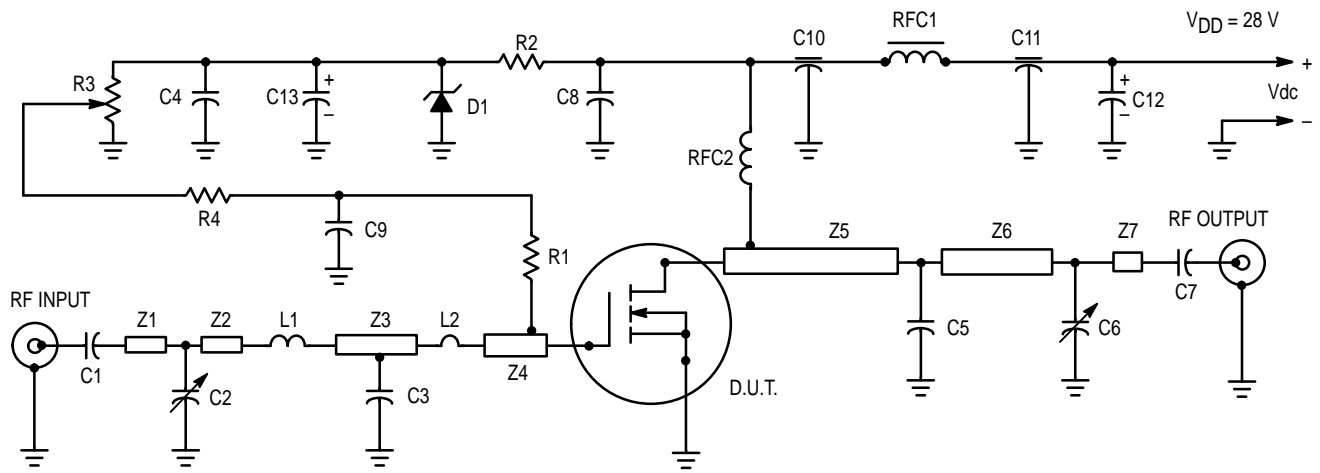 RFC1
V_DD = 28 V
R2
C10
C11
R3
C4
C13
+
–
D1
C8
+
–
C12
+
Vdc
–
RFC2
R4
C9
R1
Z5
Z6
Z7
RF OUTPUT
C7
RF INPUT
Z1
Z2
L1
Z3
L2
Z4
C5
C6
C1
C2
C3
D.U.T.